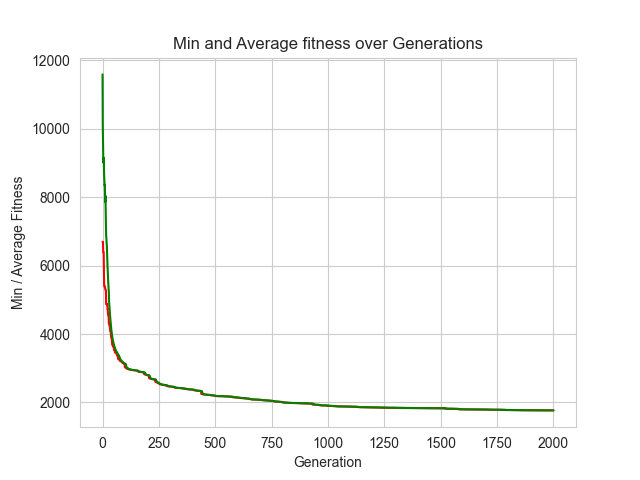 Min and Average fitness over Generations
12000
10000
8000
6000
4000
2000
Min / Average Fitness
0 250 500 750 1000 1250 1500 1750 2000
Generation